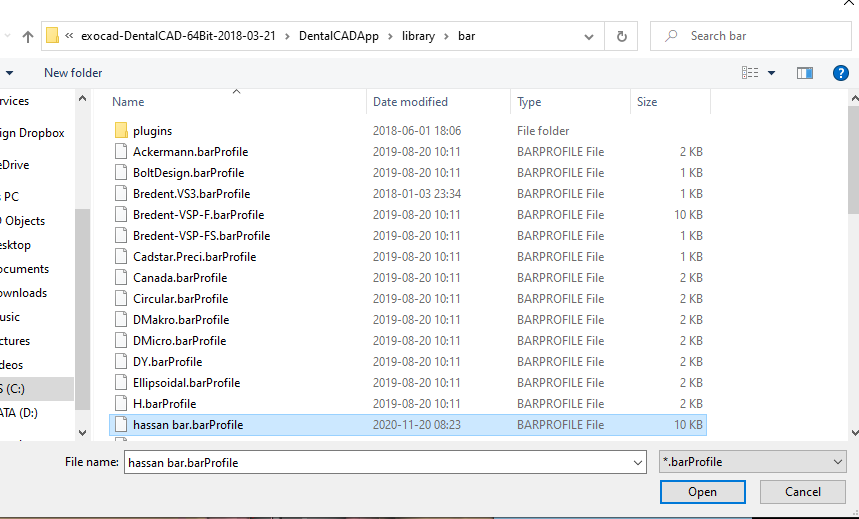 « exocad-DentalCAD-64Bit-2018-03-21 › DentalCADApp › library › bar
Search bar
New folder
?
rvices
ign Dropbox
eDrive
s PC
O Objects
esktop
ocuments
ownloads
usic
ctures
deos
S (C:)
ATA (D:)
Name Date modified Type Size
plugins 2018-06-01 18:06 File folder
Ackermann.barProfile 2019-08-20 10:11 BARPROFILE File 2 KB
BoltDesign.barProfile 2019-08-20 10:11 BARPROFILE File 1 KB
Bredent.VS3.barProfile 2018-01-03 23:34 BARPROFILE File 1 KB
Bredent-VSP-F.barProfile 2019-08-20 10:11 BARPROFILE File 10 KB
Bredent-VSP-FS.barProfile 2019-08-20 10:11 BARPROFILE File 1 KB
Cadstar.Preci.barProfile 2019-08-20 10:11 BARPROFILE File 1 KB
Canada.barProfile 2019-08-20 10:11 BARPROFILE File 2 KB
Circular.barProfile 2019-08-20 10:11 BARPROFILE File 2 KB
DMakro.barProfile 2019-08-20 10:11 BARPROFILE File 2 KB
DMicro.barProfile 2019-08-20 10:11 BARPROFILE File 2 KB
DY.barProfile 2019-08-20 10:11 BARPROFILE File 2 KB
Ellipsoidal.barProfile 2019-08-20 10:11 BARPROFILE File 2 KB
H.barProfile 2019-08-20 10:11 BARPROFILE File 2 KB
hassan bar.barProfile 2020-11-20 08:23 BARPROFILE File 10 KB
File name: hassan bar.barProfile *.barProfile
Open Cancel